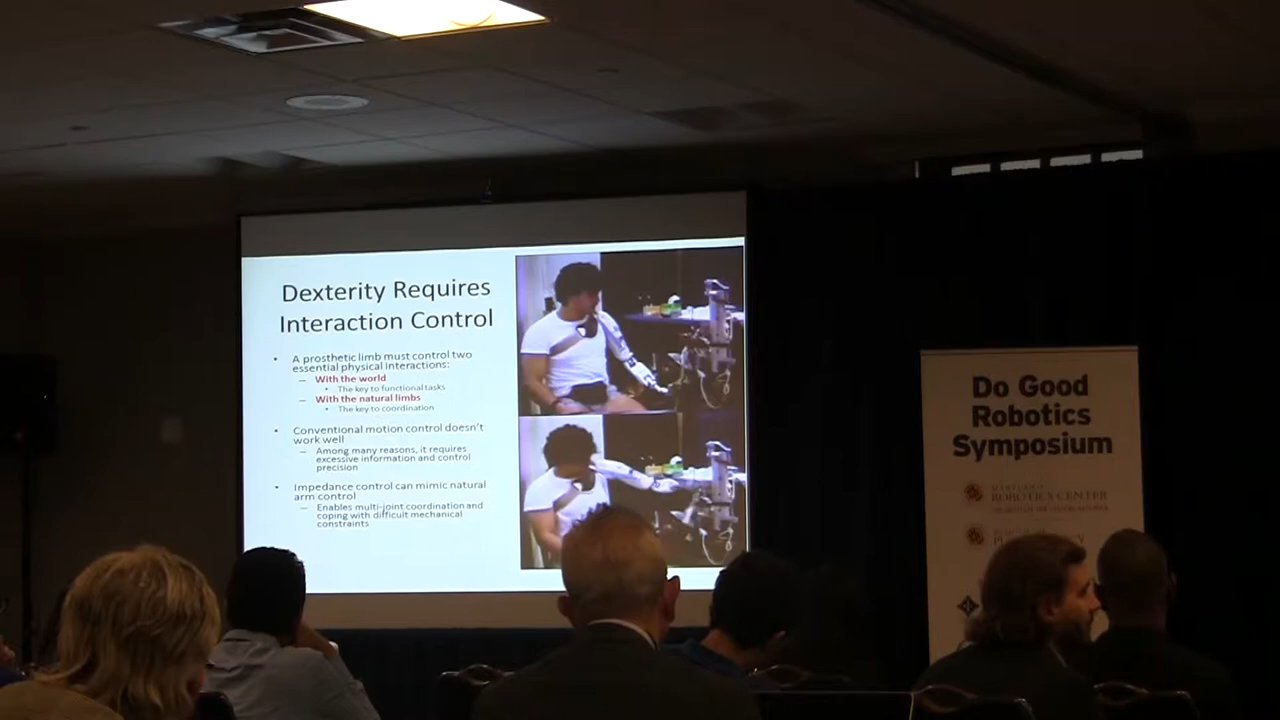 Dexterity Requires
Interaction Control
• A prosthetic limb must control two
essential physical interactions:
– With the world
• The key to functional tasks
– With the natural limbs
• The key to coordination
• Conventional motion control doesn't
work well
– Among many reasons, it requires
excessive information and control
precision
• Impedance control can mimic natural
arm control
– Enables multi-joint coordination and
coping with difficult mechanical
constraints
Do Good
Robotics
Symposium
MARYLAND
ROBOTICS CENTER